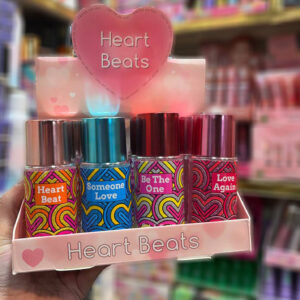 Heart
Beats
Heart
Beat
Someone
Love
Be The
One
Love
Again
Heart Beats